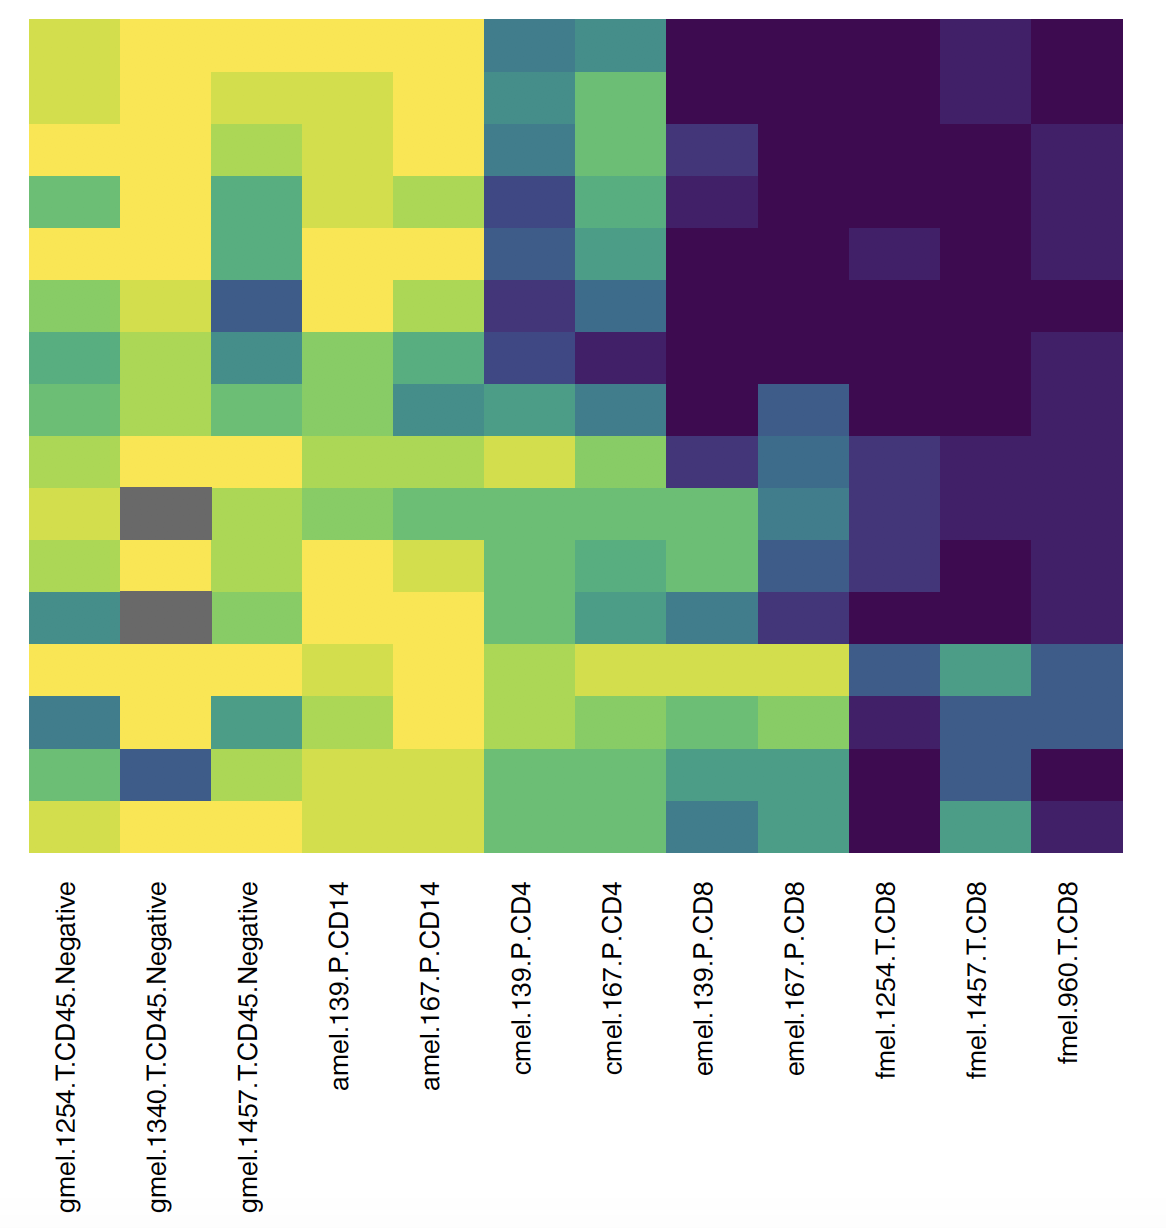 gmel.1254.T.CD45.Negative
gmel.1340.T.CD45.Negative
gmel.1457.T.CD45.Negative
amel.139.P.CD14
amel.167.P.CD14
cmel.139.P.CD4
cmel.167.P.CD4
emel.139.P.CD8
emel.167.P.CD8
fmel.1254.T.CD8
fmel.1457.T.CD8
fmel.960.T.CD8